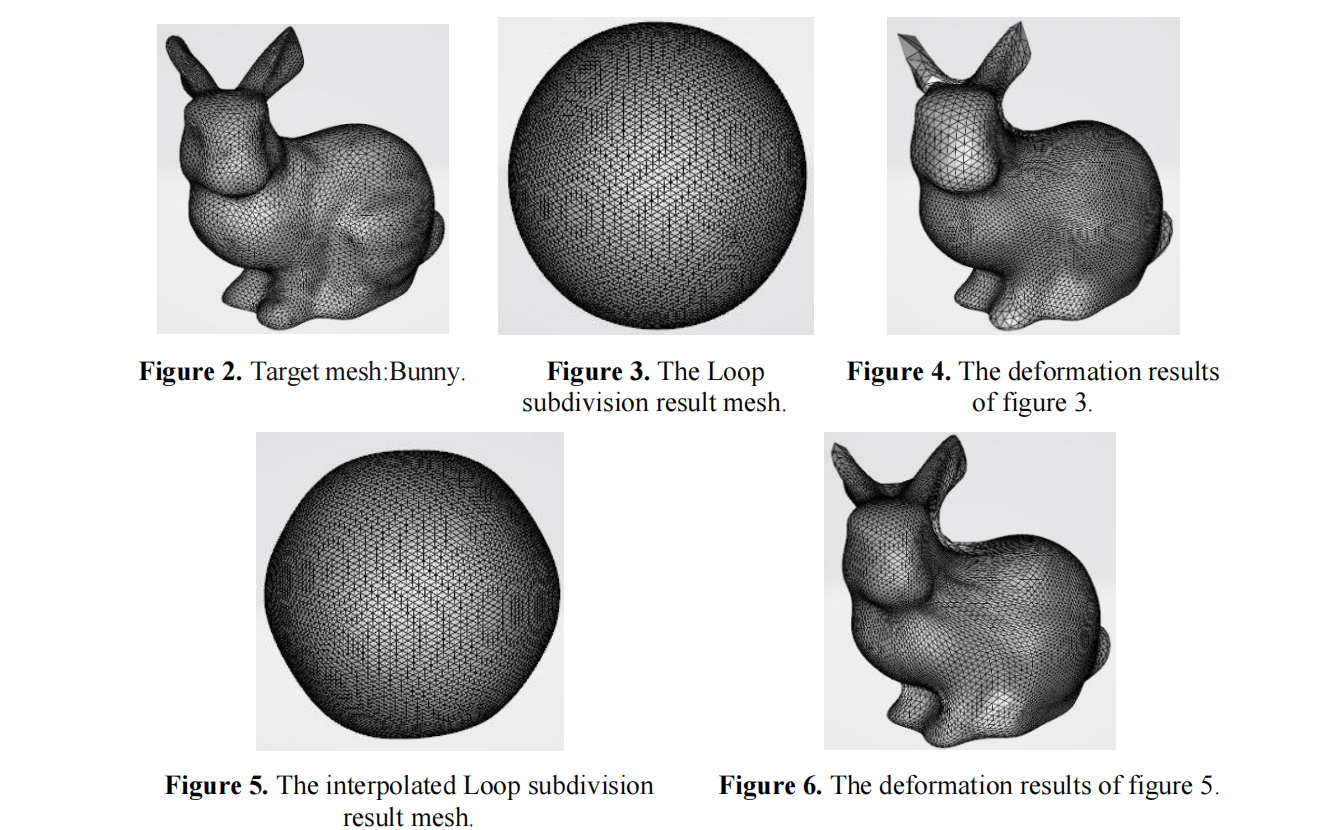 Figure 2. Target mesh:Bunny.
Figure 3. The Loop
subdivision result mesh.
Figure 4. The deformation results
of figure 3.
Figure 5. The interpolated Loop subdivision
result mesh.
Figure 6. The deformation results of figure 5.